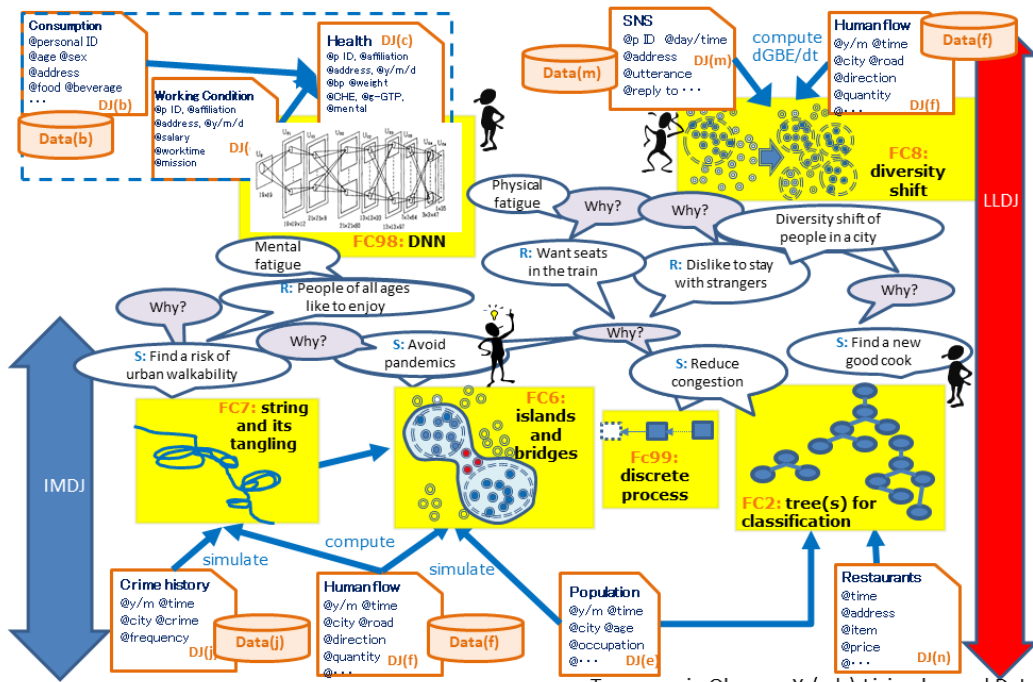 Consumption
@personal ID
@age @sex
@address
@food @beverage
...
DJ(b)
Data(b)
Working Condition
@p ID, @affiliation
@address, @y/m/d
@salary
@worktime
@mission
DJ(
Health DJ(c)
@p ID, @affiliation
@address, @y/m/d
@bp @weight
@CHE, @g-GTP,
@mental
FC98: DNN
SNS
@p ID @day/time
@address
@utterance
@reply to ...
DJ(m)
Data(m)
compute
dGBE/dt
Human flow
@y/m @time
@city @road
@direction
@quantity
@...
DJ(f)
Data(f)
FC8:
diversity
shift
LLDJ
Physical
fatigue
Why?
Why?
Diversity shift of
people in a city
R: Want seats
in the train
R: Dislike to stay
with strangers
Why?
Mental
fatigue
R: People of all ages
like to enjoy
Why?
S: Find a risk of
urban walkability
Why?
S: Avoid
pandemics
Why?
S: Reduce
congestion
S: Find a new
good cook
IMDJ
FC7: string
and its
tangling
FC6:
islands
and
bridges
Fc99:
discrete
process
FC2: tree(s) for
classification
simulate
compute
simulate
Crime history
@y/m @time
@city @crime
@frequency
DJ(j)
Data(j)
Human flow
@y/m @time
@city @road
@direction
@quantity
@...
DJ(f)
Data(f)
Population
@y/m @time
@city @age
@occupation
@...
DJ(e)
Restaurants
@time
@address
@item
@price
@...
DJ(n)